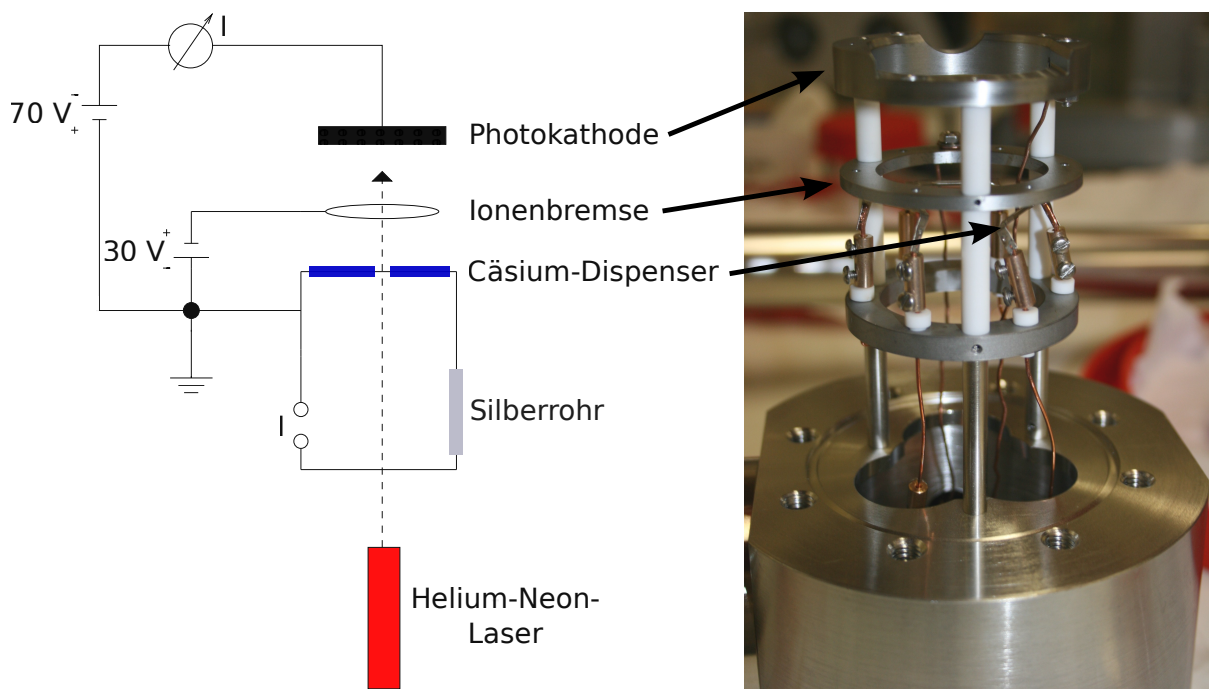 I
70 V
-
+
Photokathode
Ionenbremse
30 V
+
-
Cäsium-Dispenser
Silberrohr
I
Helium-Neon-
Laser